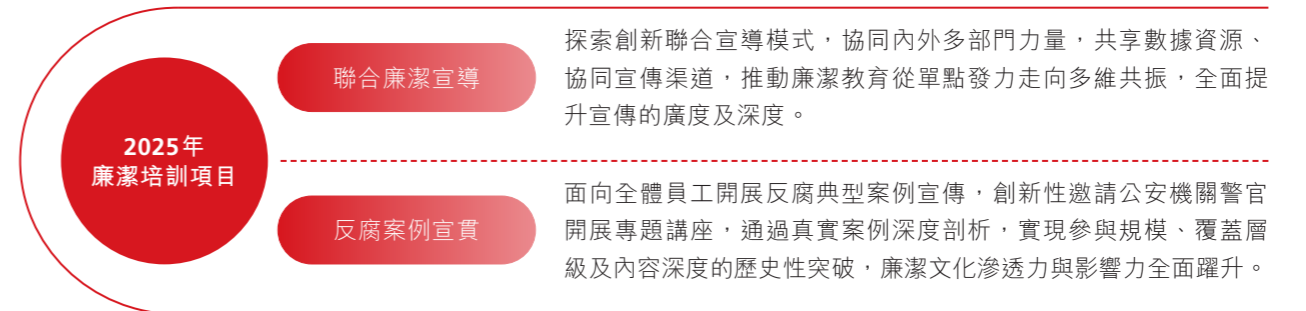 2025年
廉潔培訓項目
聯合廉潔宣導
探索創新聯合宣導模式，協同內外多部門力量，共享數據資源、
協同宣傳渠道，推動廉潔教育從單點發力走向多維共振，全面提
升宣傳的廣度及深度。
反腐案例宣貫
面向全體員工開展反腐典型案例宣傳，創新性邀請公安機關警官
開展專題講座，通過真實案例深度剖析，實現參與規模、覆蓋層
級及內容深度的歷史性突破，廉潔文化滲透力與影響力全面躍升。